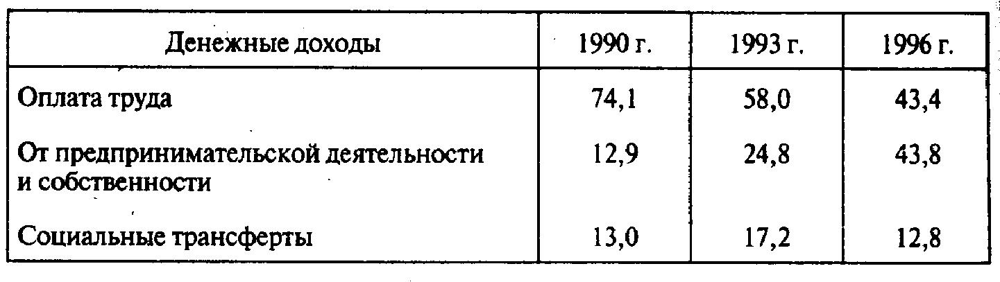 Денежные доходы 1990 г. 1993 г. 1996 г.
Оплата труда 74,1 58,0 43,4
От предпринимательской деятельности 12,9 24,8 43,8
и собственности
Социальные трансферты 13,0 17,2 12,8